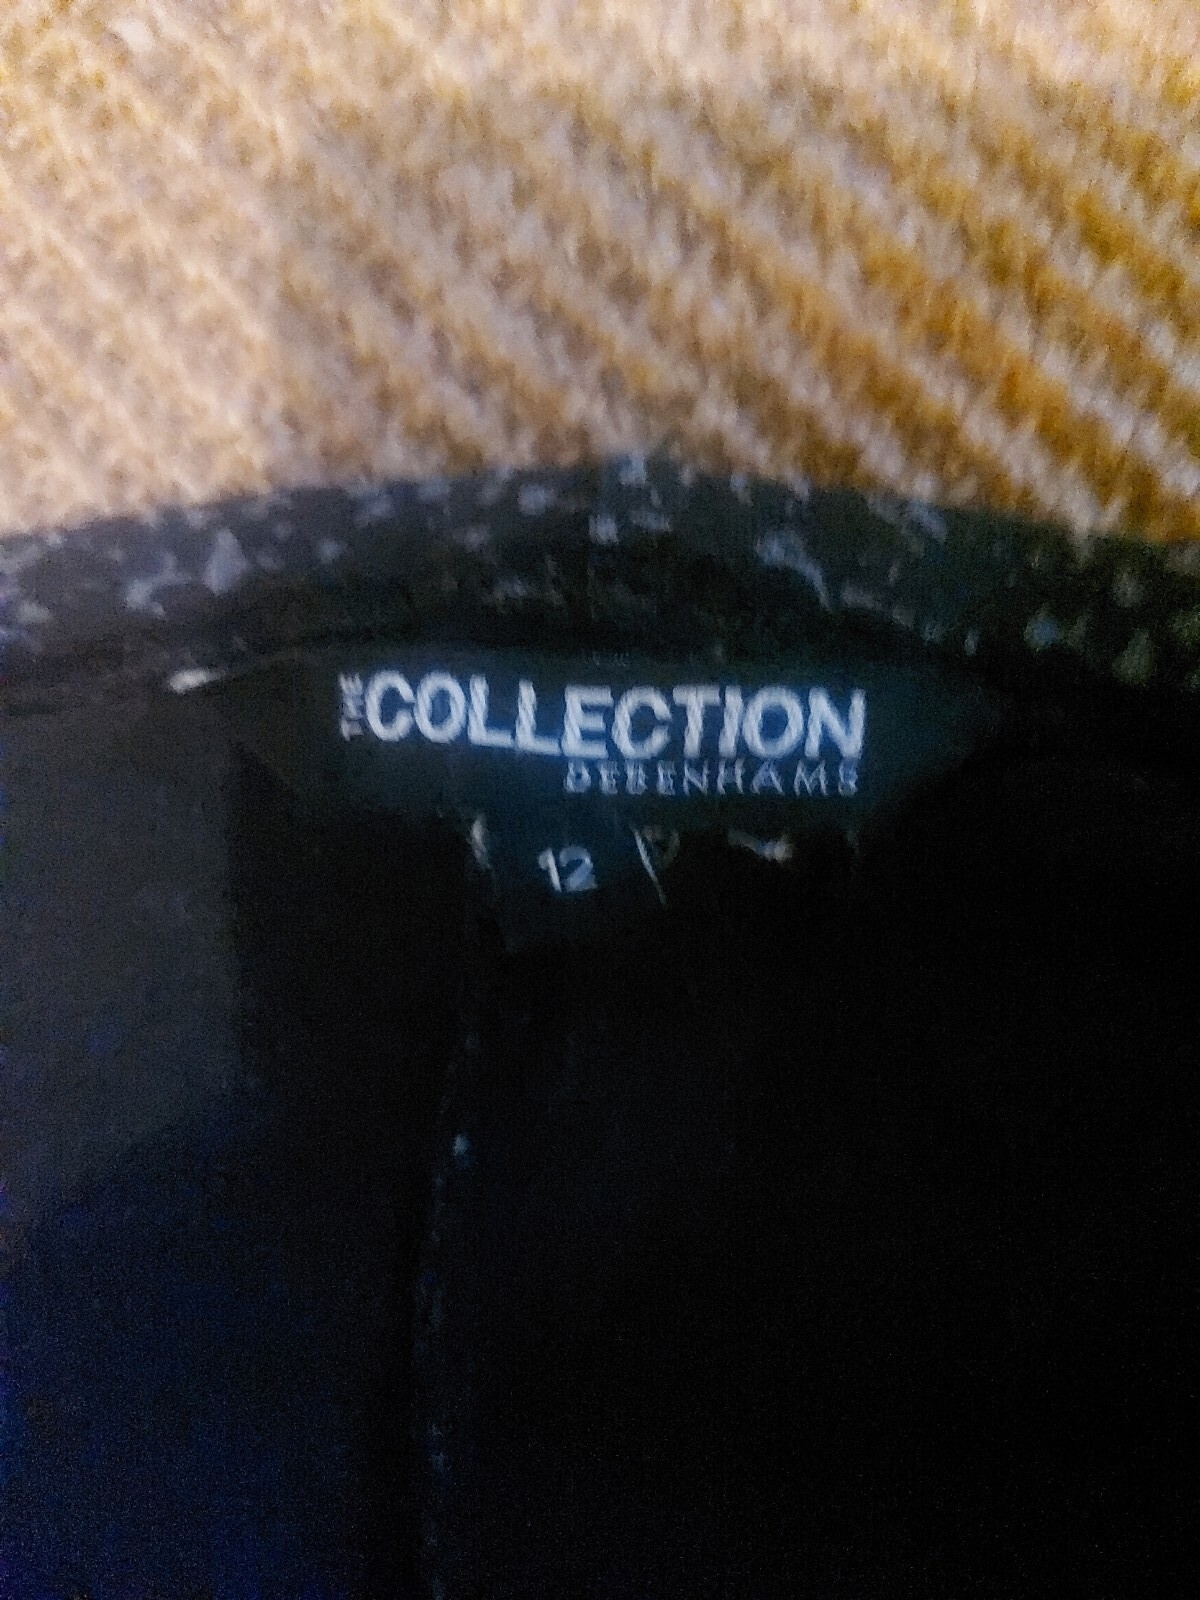 THE COLLECTION
DEBENHAMS
12